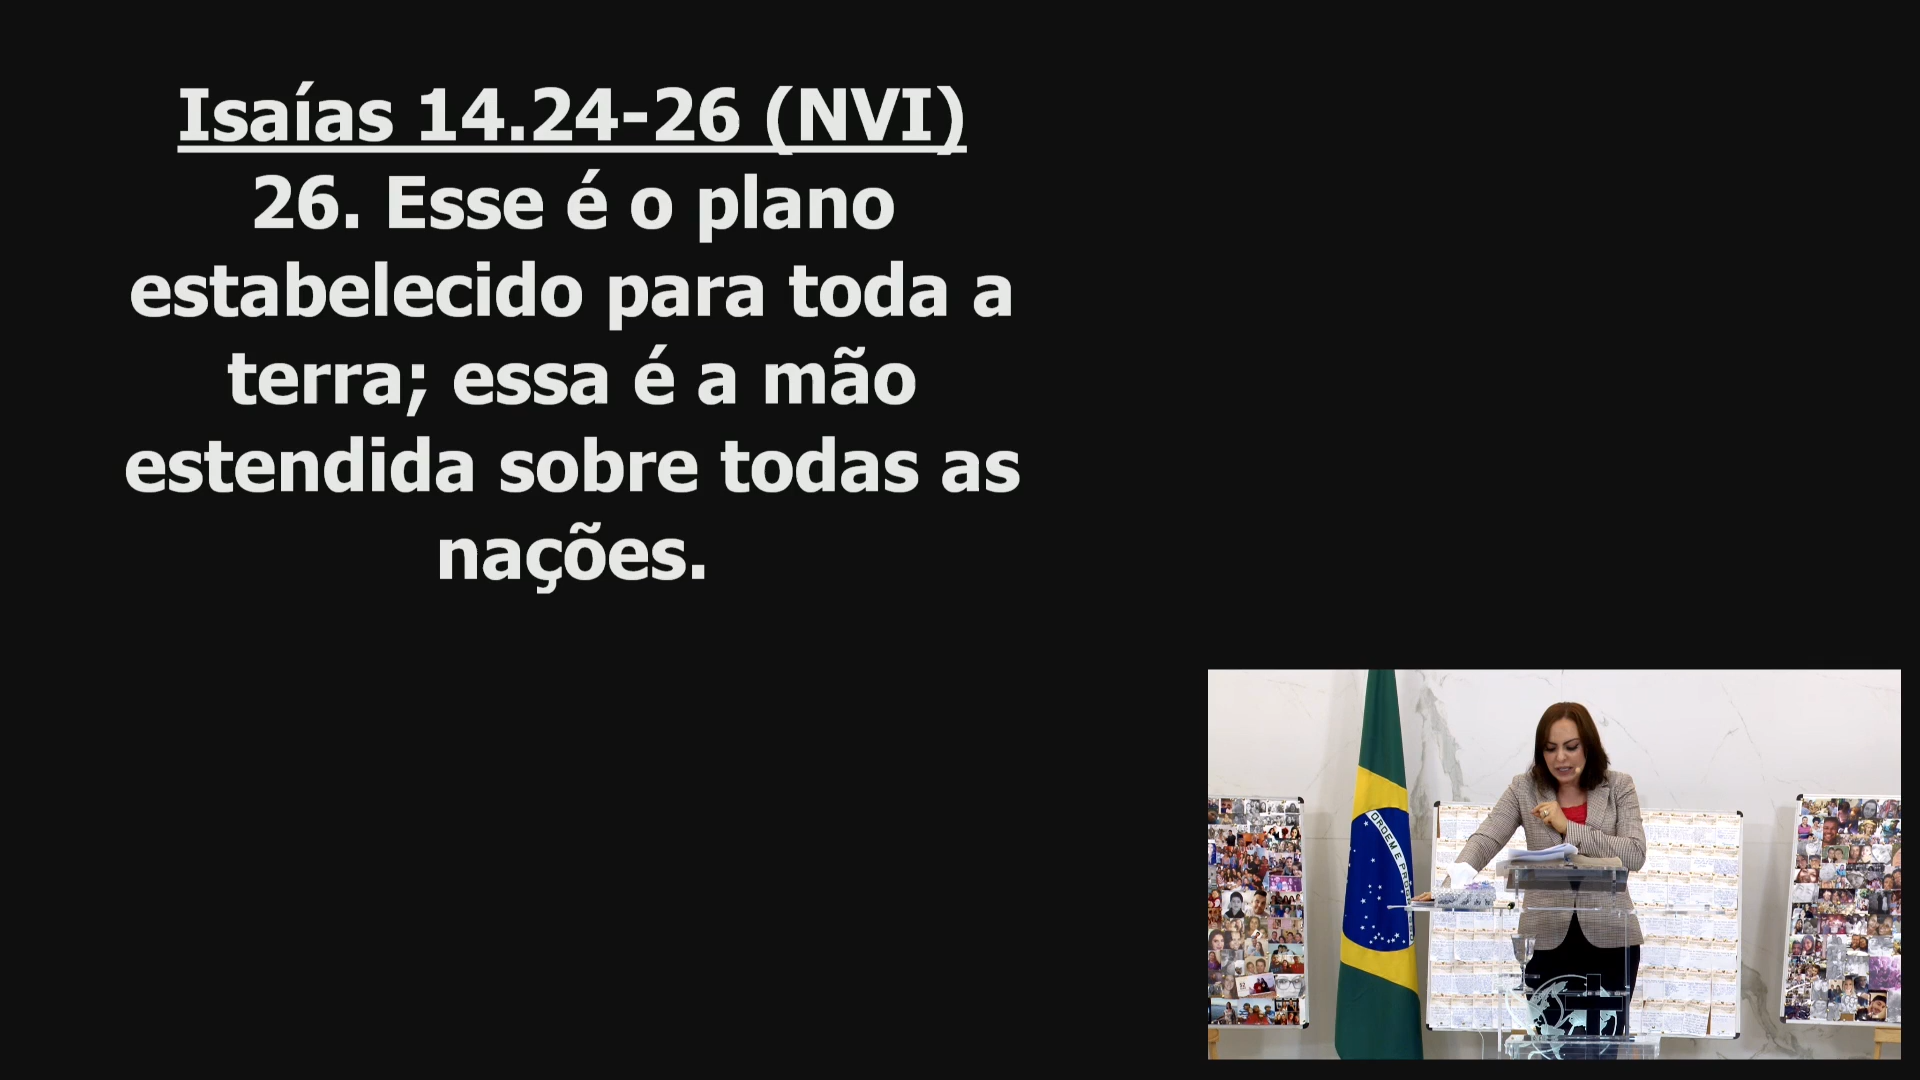 Isaías 14.24-26 (NVI)
26. Esse é o plano
estabelecido para toda a
terra; essa é a mão
estendida sobre todas as
nações.
ORDEM E PRO